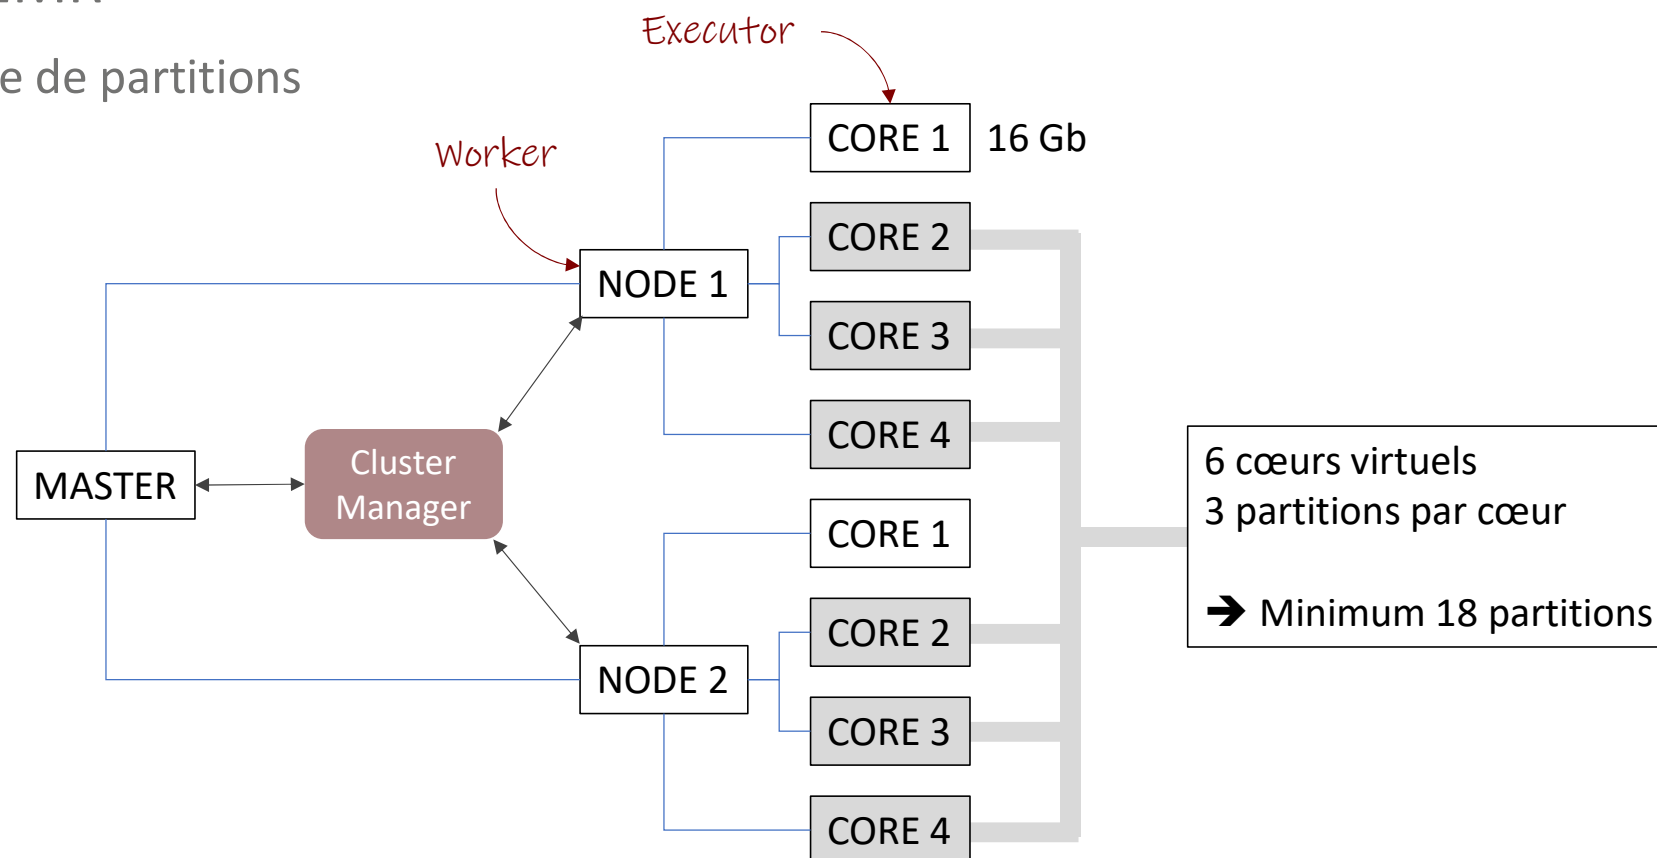 e de partitions
Executor
Worker
CORE 1 16 Gb
CORE 2
NODE 1
CORE 3
CORE 4
MASTER
Cluster
Manager
CORE 1
CORE 2
NODE 2
CORE 3
CORE 4
6 cœurs virtuels
3 partitions par cœur
➔ Minimum 18 partitions